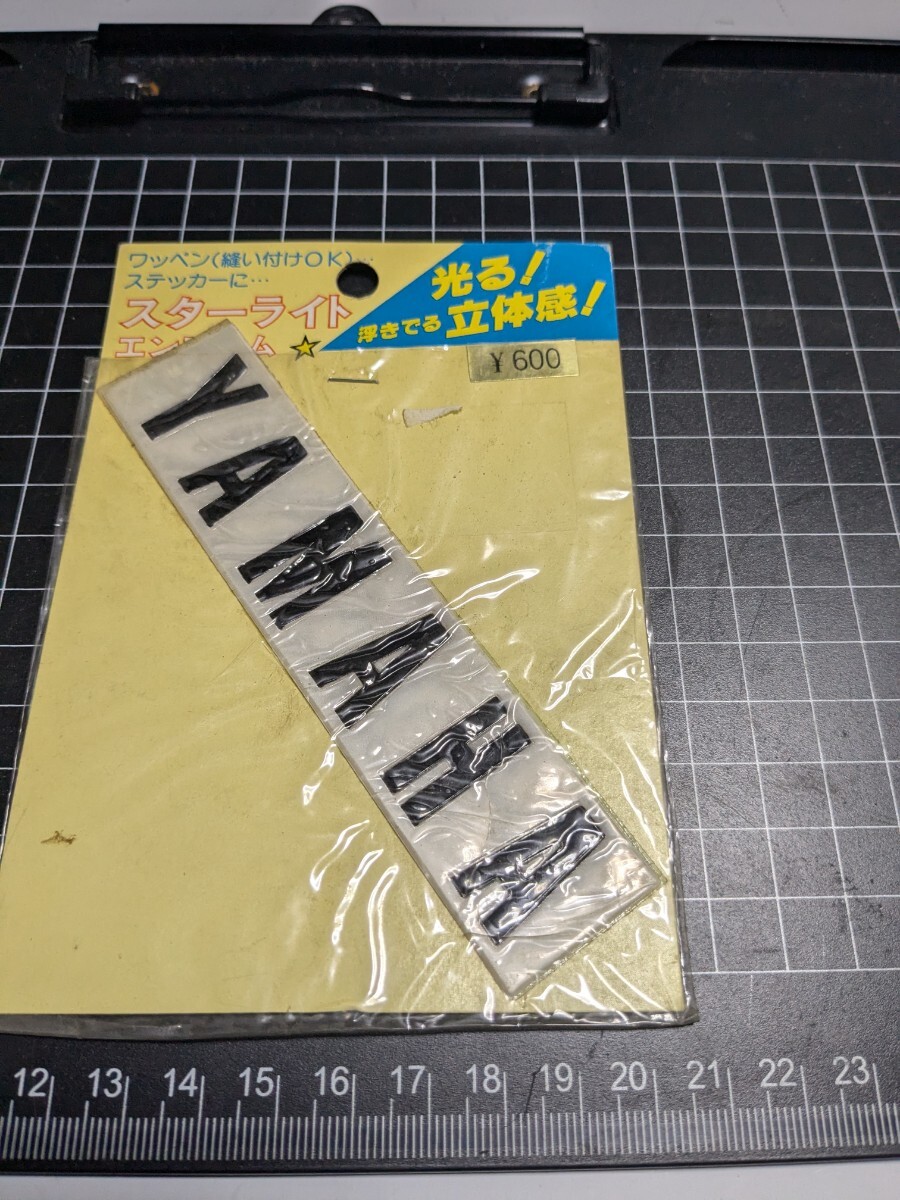 ワッペン(縫い付けOK)…
ステッカーに…
スターライト
光る!
浮きでる立体感!
¥600
YAMAHA
12 13 14 15 16 17 18 19 20 21 22 23